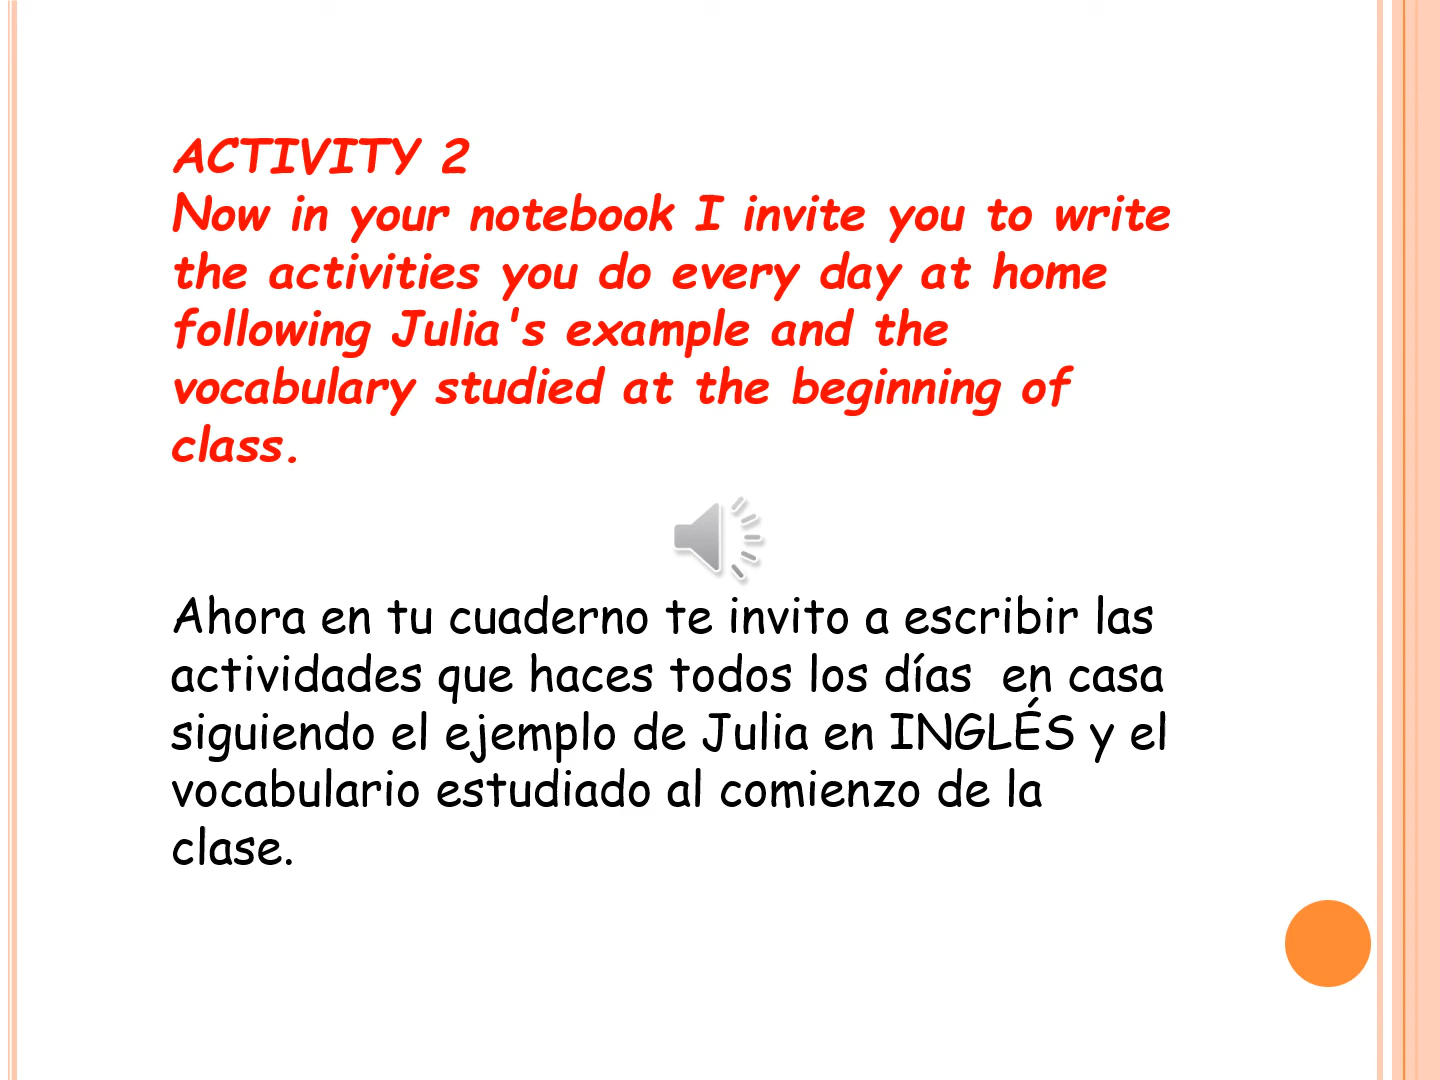 ACTIVITY 2
Now in your notebook I invite you to write
the activities you do every day at home
following Julia's example and the
vocabulary studied at the beginning of
class.
Ahora en tu cuaderno te invito a escribir las
actividades que haces todos los días  en casa
siguiendo el ejemplo de Julia en INGLÉS y el
vocabulario estudiado al comienzo de la
clase.